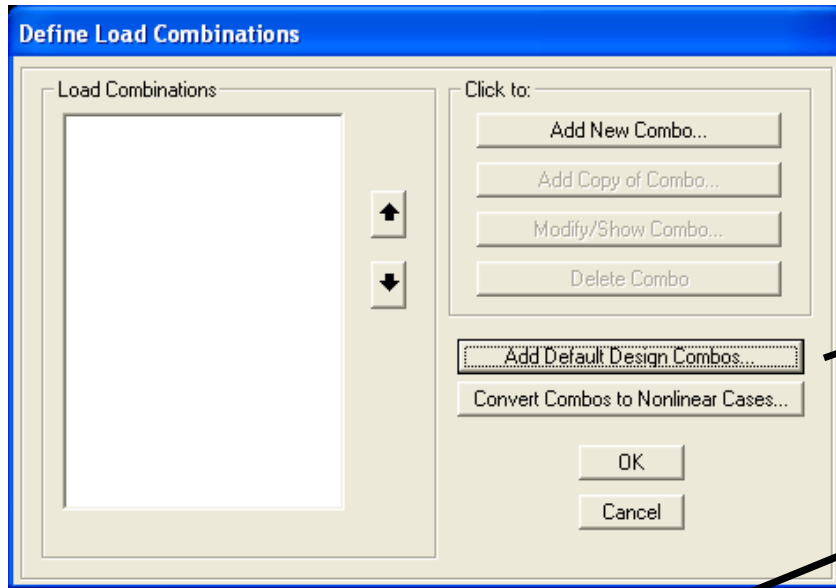 Define Load Combinations
Load Combinations
Click to:
Add New Combo...
Add Copy of Combo...
Modify/Show Combo...
Delete Combo
Add Default Design Combos...
Convert Combos to Nonlinear Cases...
OK
Cancel